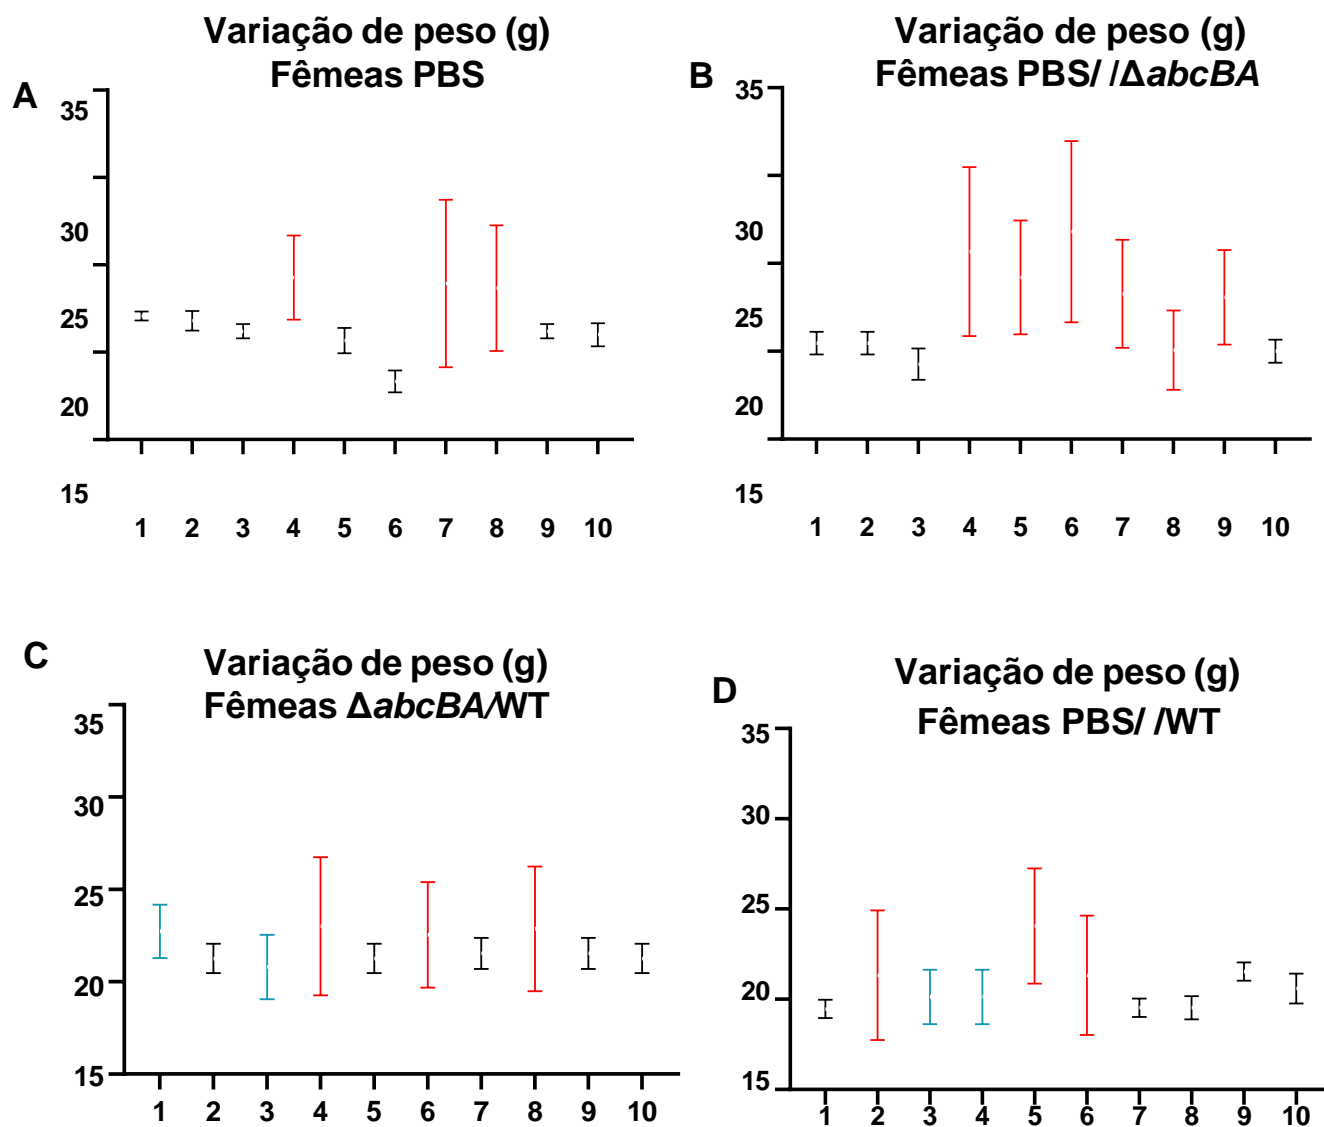 A
Variação de peso (g)
Fêmeas PBS
35
30
25
20
15
1 2 3 4 5 6 7 8 9 10
B
Variação de peso (g)
Fêmeas PBS/ /ΔabcBA
35
30
25
20
15
1 2 3 4 5 6 7 8 9 10
C
Variação de peso (g)
Fêmeas ΔabcBA/WT
35
30
25
20
15
1 2 3 4 5 6 7 8 9 10
D
Variação de peso (g)
Fêmeas PBS/ /WT
35
30
25
20
15
1 2 3 4 5 6 7 8 9 10